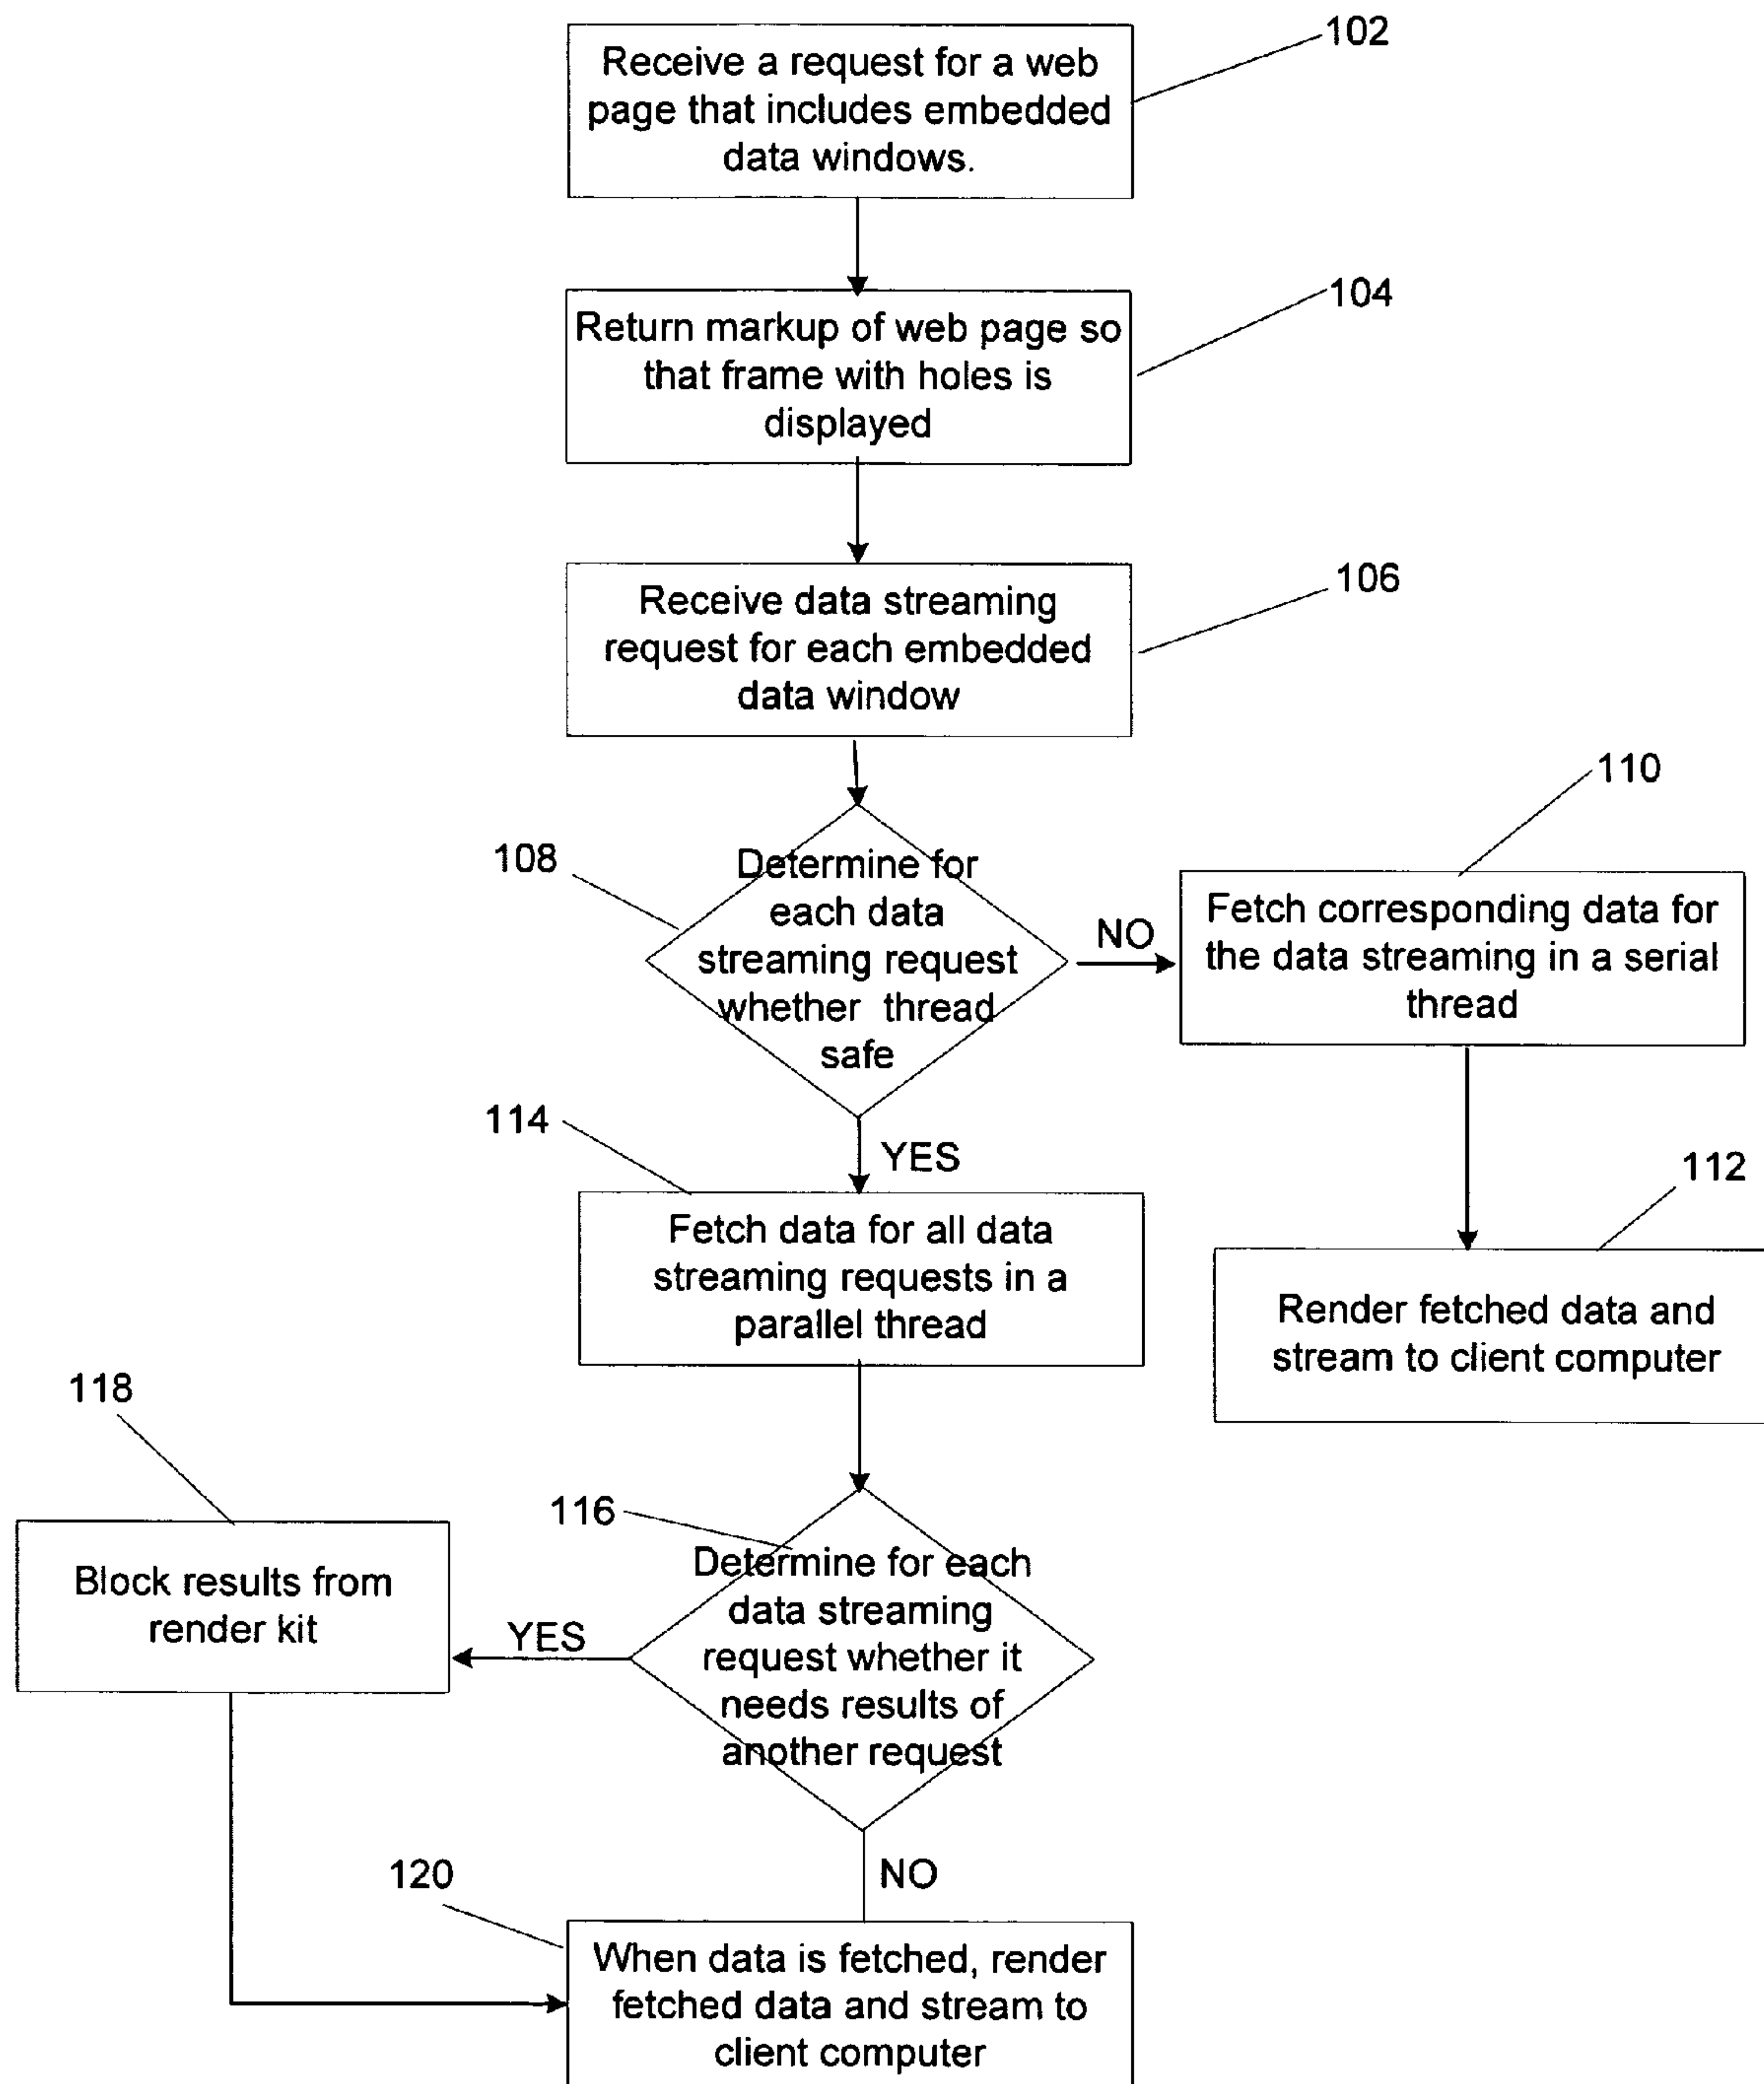 102
Receive a request for a web
page that includes embedded
data windows.
104
Return markup of web page so
that frame with holes is
displayed
106
Receive data streaming
request for each embedded
data window
108
Determine for
each data
streaming request
whether thread
safe
NO
110
Fetch corresponding data for
the data streaming in a serial
thread
YES
112
Render fetched data and
stream to client computer
114
Fetch data for all data
streaming requests in a
parallel thread
116
Determine for each
data streaming
request whether it
needs results of
another request
YES
118
Block results from
render kit
NO
120
When data is fetched, render
fetched data and stream to
client computer